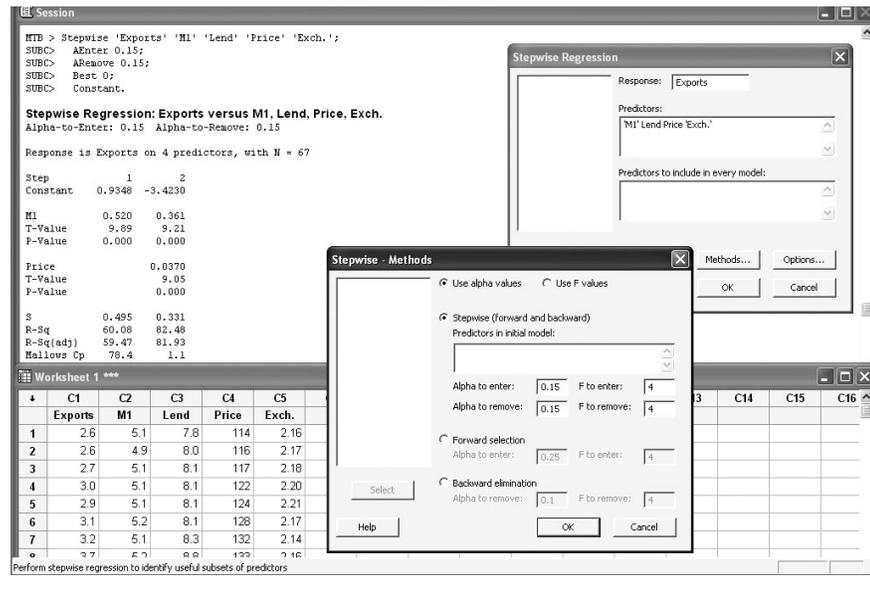 Session
MTB > Stepwise 'Exports' 'M1' 'Lend' 'Price' 'Exch.';
SUBC> AEnter 0.15;
SUBC> ARemove 0.15;
SUBC> Best 0;
SUBC> Constant.
Stepwise Regression: Exports versus M1, Lend, Price, Exch.
Alpha-to-Enter: 0.15 Alpha-to-Remove: 0.15
Response is Exports on 4 predictors, with N = 67
Step 1 2
Constant 0.9348 -3.4230
M1 0.520 0.361
T-Value 9.89 9.21
P-Value 0.000 0.000
Price 0.0370
T-Value 9.05
P-Value 0.000
S 0.495 0.331
R-Sq 60.08 82.48
R-Sq(adj) 59.47 81.93
Mallows Cp 78.4 1.1
Stepwise Regression
Response: Exports
Predictors:
'M1' Lend Price 'Exch.'
Predictors to include in every model:
Methods... Options...
OK Cancel
Stepwise - Methods
Use alpha values Use F values
Stepwise (forward and backward)
Predictors in initial model:
Alpha to enter: 0.15 F to enter: 4
Alpha to remove: 0.15 F to remove: 4
Forward selection
Alpha to enter: 0.25 F to enter: 4
Backward elimination
Alpha to remove: 0.1 F to remove: 4
Select
Help OK Cancel
Worksheet 1 ***
C1 C2 C3 C4 C5 13 C14 C15 C16
Exports M1 Lend Price Exch.
1 2.6 5.1 7.8 114 2.16
2 2.6 4.9 8.0 116 2.17
3 2.7 5.1 8.1 117 2.18
4 3.0 5.1 8.1 122 2.20
5 2.9 5.1 8.1 124 2.21
6 3.1 5.2 8.1 128 2.17
7 3.2 5.1 8.3 132 2.14
8 3.7 5.2 8.8 133 2.16
Perform stepwise regression to identify useful subsets of predictors